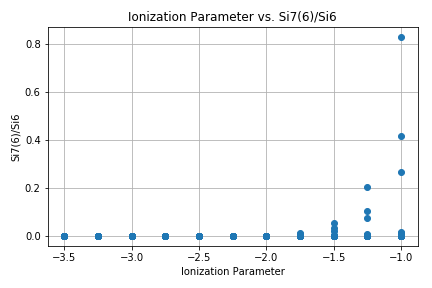 Ionization Parameter vs. Si7(6)/Si6
0.8
0.6
0.4
0.2
0.0
Si7(6)/Si6
−3.5 −3.0 −2.5 −2.0 −1.5 −1.0
Ionization Parameter